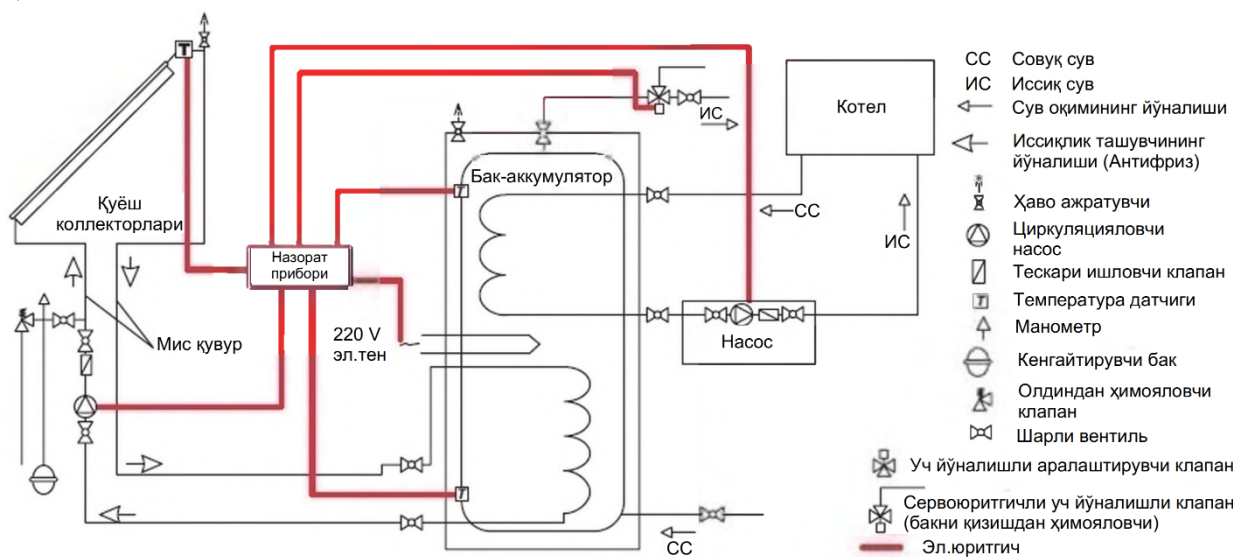 T
ИС
Котел
Бак-аккумулятор
Қуёш
коллекторлари
T
СС
ИС
Назорат
прибори
220 V
эл.тен
Мис қувур
Насос
T
СС
СС Совуқ сув
ИС Иссиқ сув
Сув оқимининг йўналиши
Иссиқлик ташувчининг
йўналиши (Антифриз)
Ҳаво ажратувчи
Циркуляцияловчи
насос
Тескари ишловчи клапан
T Температура датчиги
Манометр
Кенгайтирувчи бак
Олдиндан ҳимояловчи
клапан
Шарли вентиль
Уч йўналишли аралаштирувчи клапан
Сервоюритгичли уч йўналишли клапан
(бакни қизишдан ҳимояловчи)
Эл.юритгич